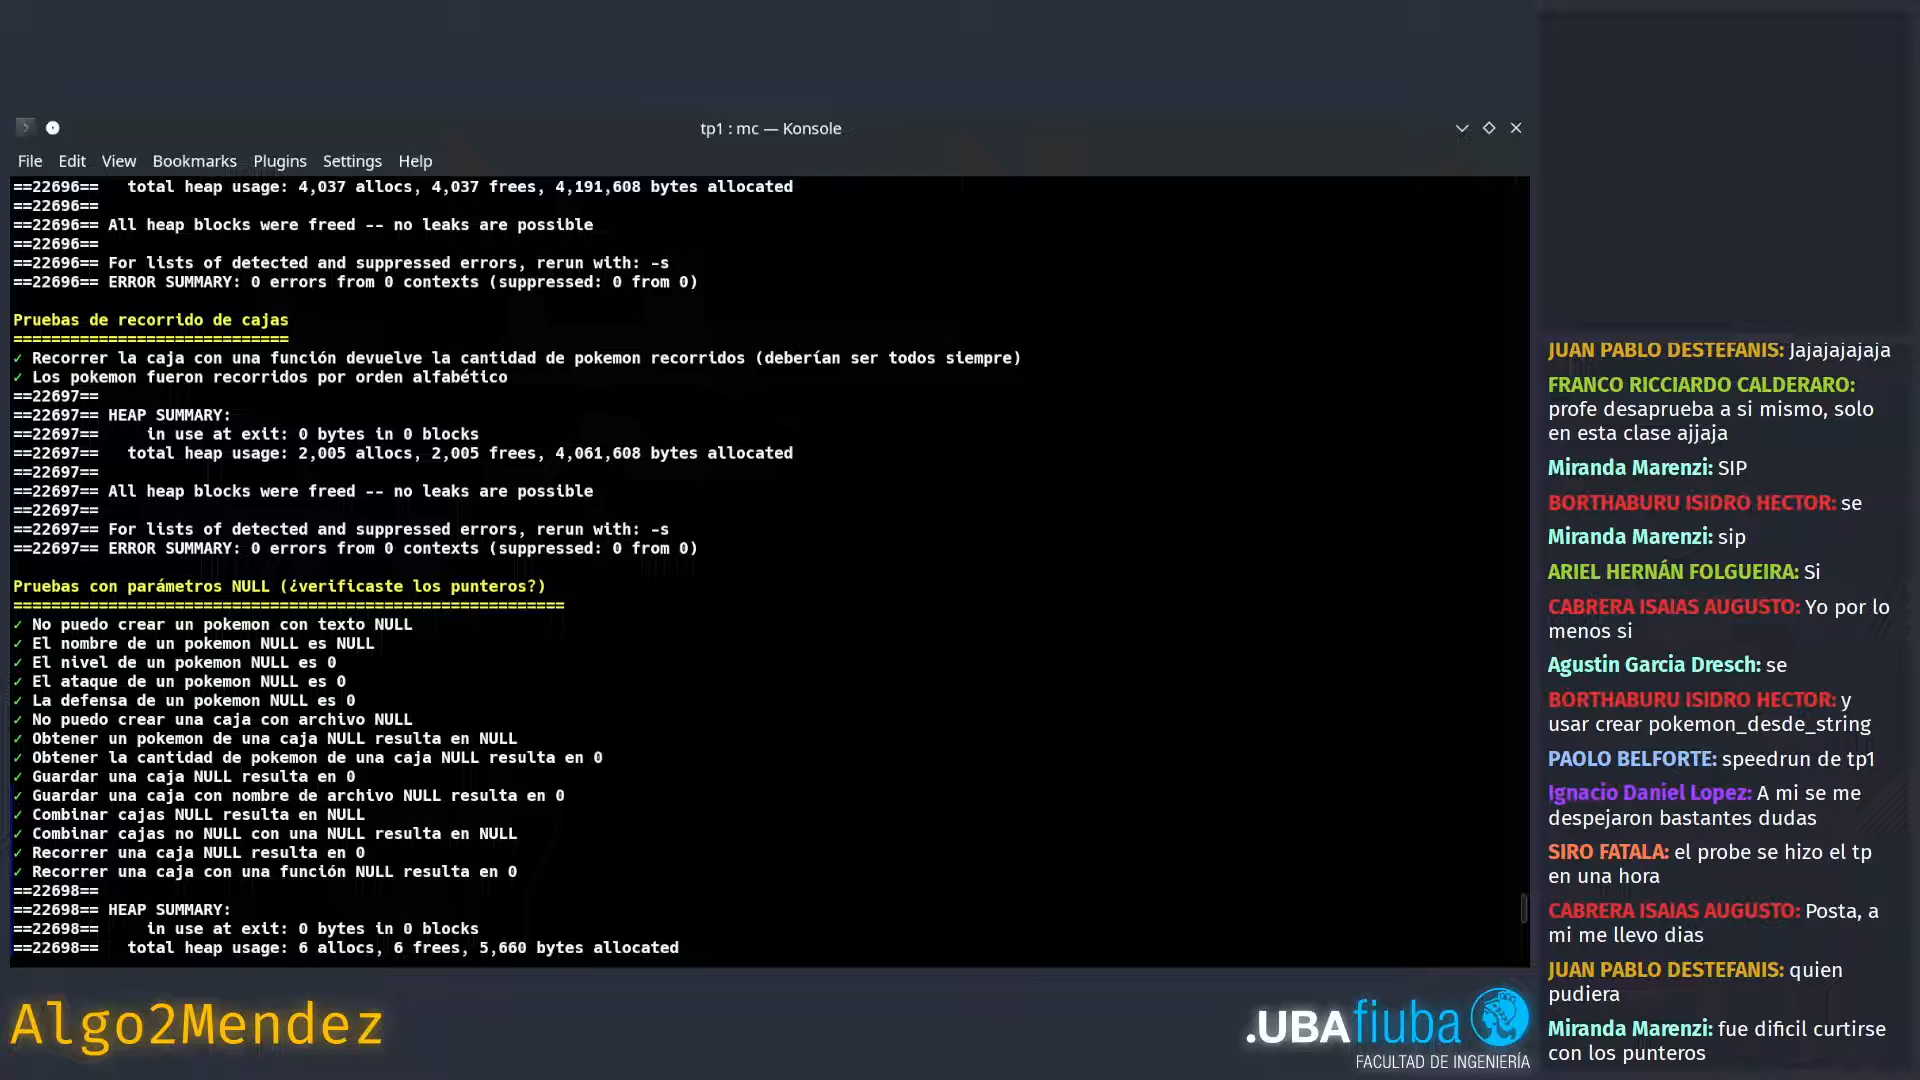 tp1 : mc — Konsole
File Edit View Bookmarks Plugins Settings Help
==22696==   total heap usage: 4,037 allocs, 4,037 frees, 4,191,608 bytes allocated
==22696==
==22696== All heap blocks were freed -- no leaks are possible
==22696==
==22696== For lists of detected and suppressed errors, rerun with: -s
==22696== ERROR SUMMARY: 0 errors from 0 contexts (suppressed: 0 from 0)
Pruebas de recorrido de cajas
=============================
✓ Recorrer la caja con una función devuelve la cantidad de pokemon recorridos (deberían ser todos siempre)
✓ Los pokemon fueron recorridos por orden alfabético
==22697==
==22697== HEAP SUMMARY:
==22697==     in use at exit: 0 bytes in 0 blocks
==22697==   total heap usage: 2,005 allocs, 2,005 frees, 4,061,608 bytes allocated
==22697==
==22697== All heap blocks were freed -- no leaks are possible
==22697==
==22697== For lists of detected and suppressed errors, rerun with: -s
==22697== ERROR SUMMARY: 0 errors from 0 contexts (suppressed: 0 from 0)
Pruebas con parámetros NULL (¿verificaste los punteros?)
==========================================================
✓ No puedo crear un pokemon con texto NULL
✓ El nombre de un pokemon NULL es NULL
✓ El nivel de un pokemon NULL es 0
✓ El ataque de un pokemon NULL es 0
✓ La defensa de un pokemon NULL es 0
✓ No puedo crear una caja con archivo NULL
✓ Obtener un pokemon de una caja NULL resulta en NULL
✓ Obtener la cantidad de pokemon de una caja NULL resulta en 0
✓ Guardar una caja NULL resulta en 0
✓ Guardar una caja con nombre de archivo NULL resulta en 0
✓ Combinar cajas NULL resulta en NULL
✓ Combinar cajas no NULL con una NULL resulta en NULL
✓ Recorrer una caja NULL resulta en 0
✓ Recorrer una caja con una función NULL resulta en 0
==22698==
==22698== HEAP SUMMARY:
==22698==     in use at exit: 0 bytes in 0 blocks
==22698==   total heap usage: 6 allocs, 6 frees, 5,660 bytes allocated
JUAN PABLO DESTEFANIS: Jajajajajaja
FRANCO RICCIARDO CALDERARO:
profe desaprueba a si mismo, solo
en esta clase ajjaja
Miranda Marenzi: SIP
BORTHABURU ISIDRO HECTOR: se
Miranda Marenzi: sip
ARIEL HERNÁN FOLGUEIRA: Si
CABRERA ISAIAS AUGUSTO: Yo por lo
menos si
Agustin Garcia Dresch: se
BORTHABURU ISIDRO HECTOR: y
usar crear pokemon_desde_string
PAOLO BELFORTE: speedrun de tp1
Ignacio Daniel Lopez: A mi se me
despejaron bastantes dudas
SIRO FATALA: el probe se hizo el tp
en una hora
CABRERA ISAIAS AUGUSTO: Posta, a
mi me llevo dias
JUAN PABLO DESTEFANIS: quien
pudiera
Miranda Marenzi: fue dificil curtirse
con los punteros
Algo2Mendez
.UBAfiuba
FACULTAD DE INGENIERÍA